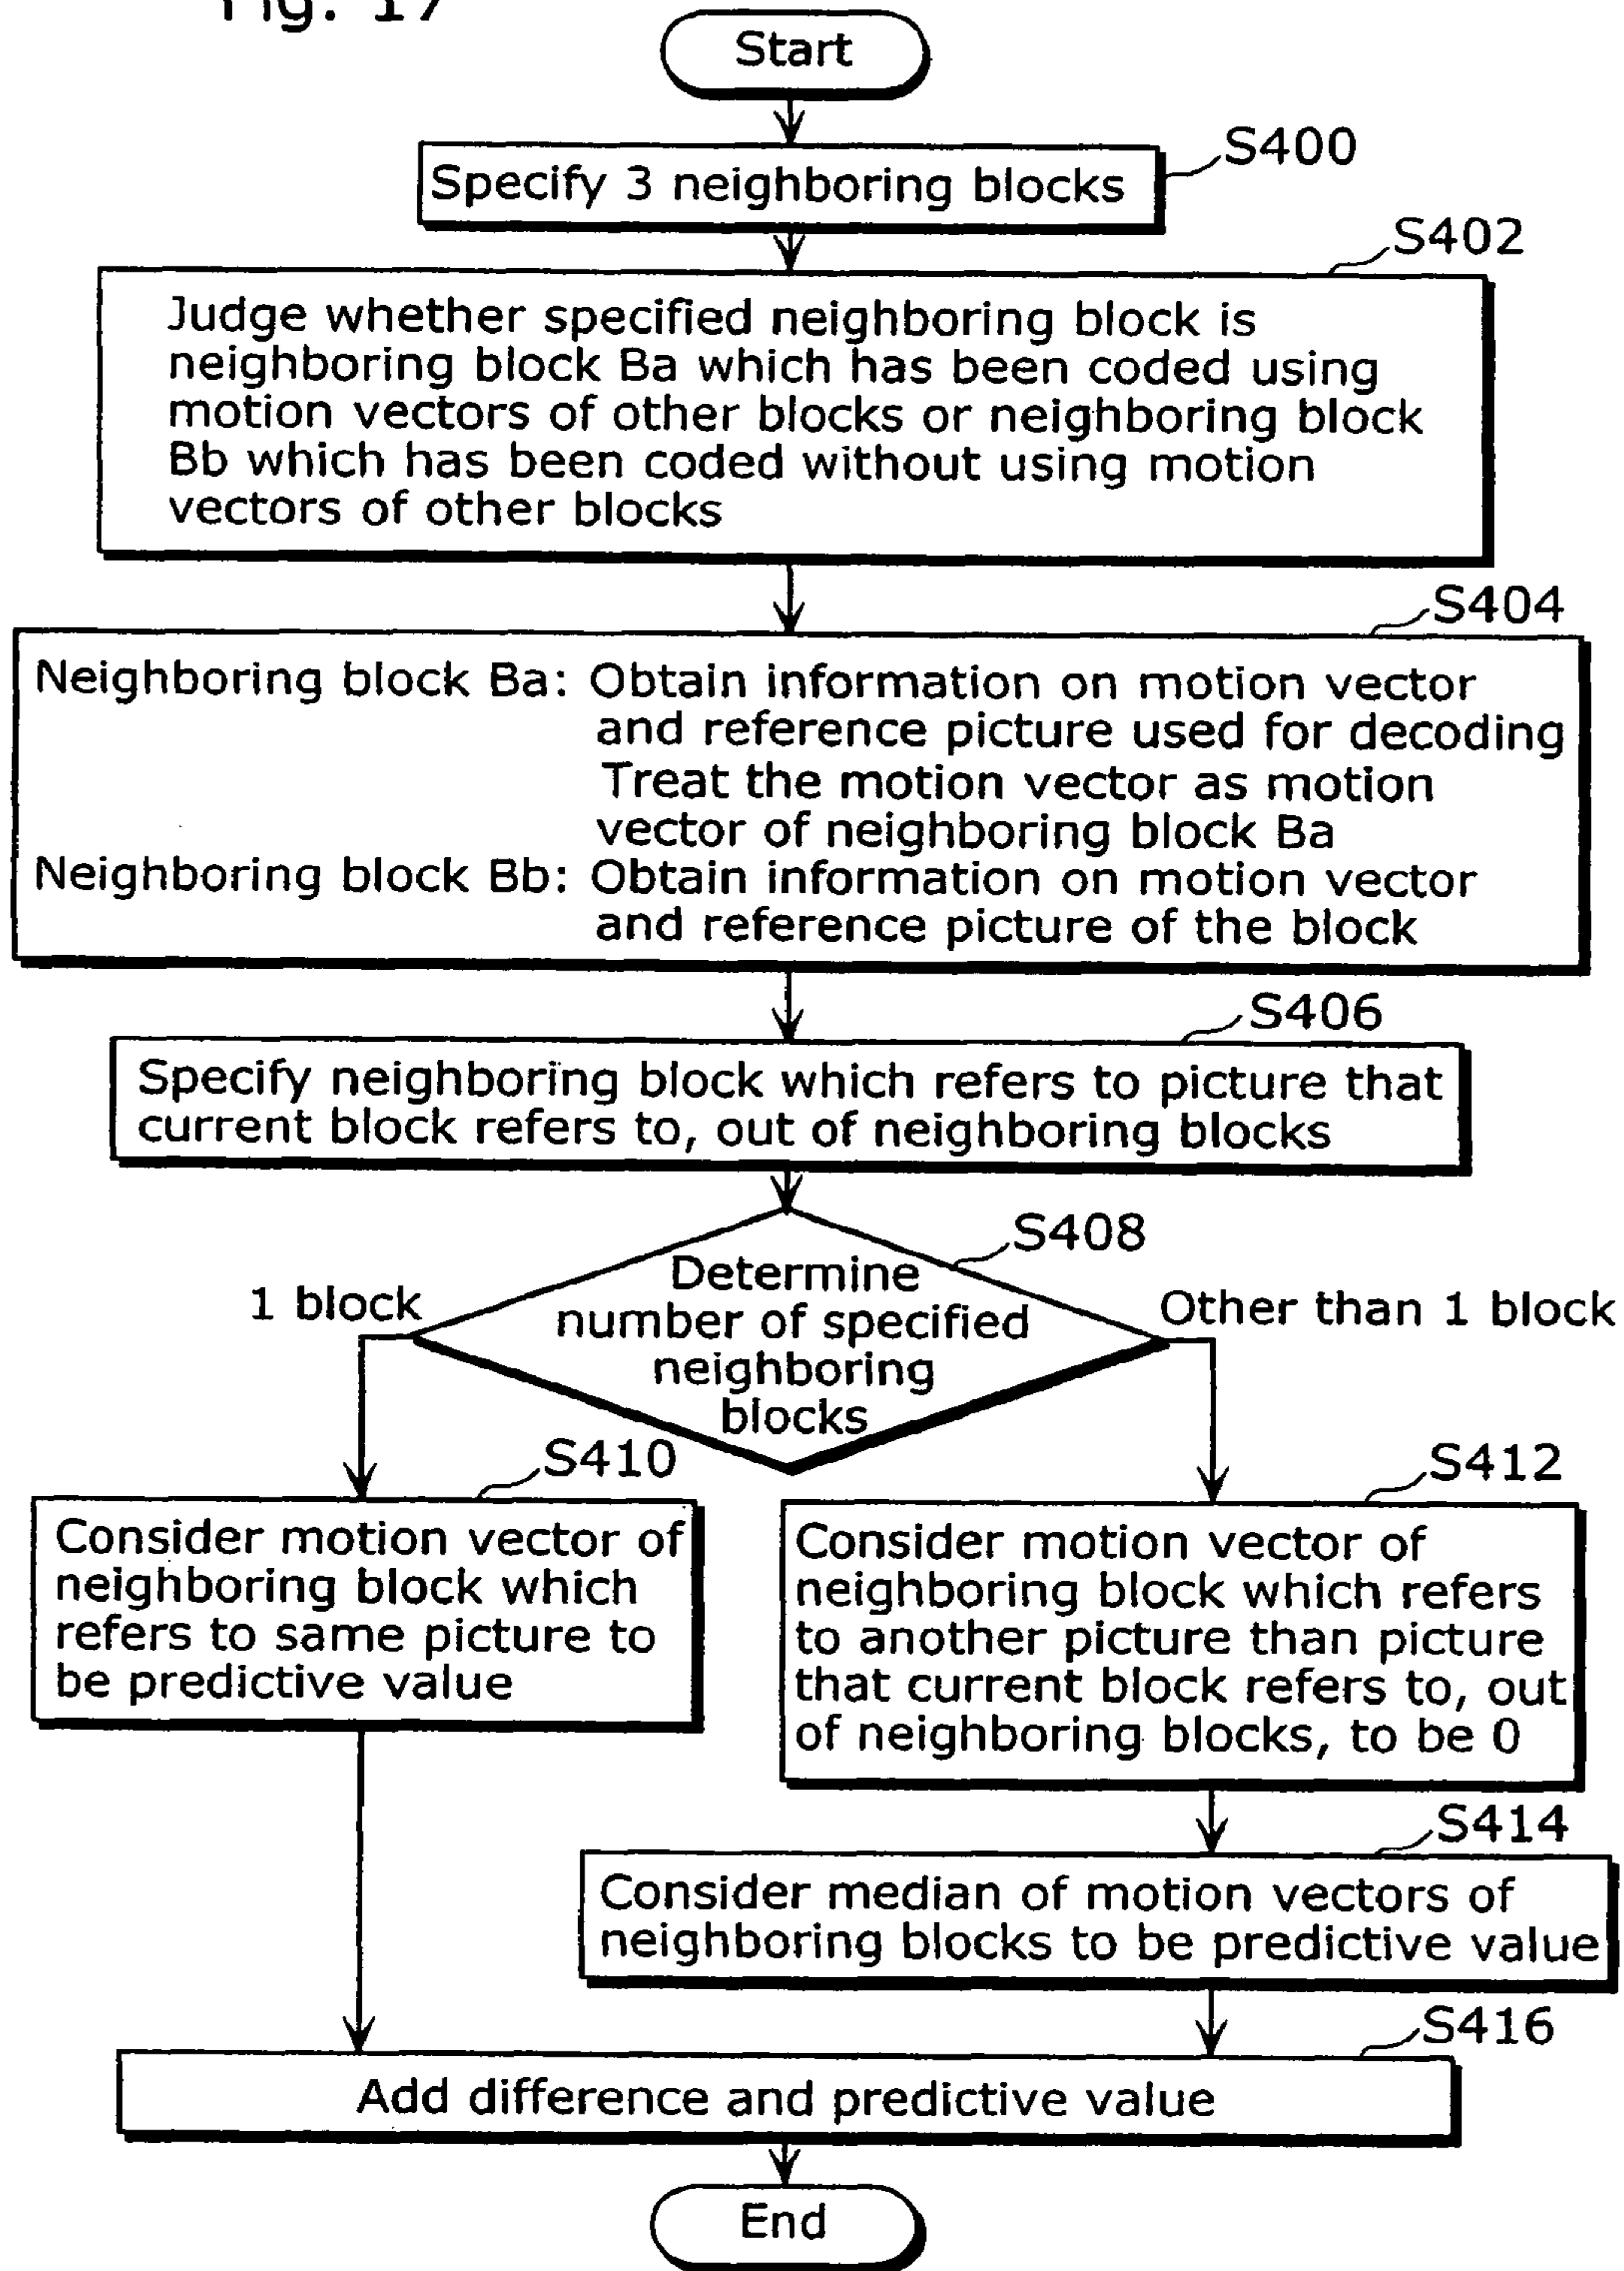 Fig. 17
Start
S400
Specify 3 neighboring blocks
S402
Judge whether specified neighboring block is
neighboring block Ba which has been coded using
motion vectors of other blocks or neighboring block
Bb which has been coded without using motion
vectors of other blocks
S404
Neighboring block Ba: Obtain information on motion vector
and reference picture used for decoding
Treat the motion vector as motion
vector of neighboring block Ba
Neighboring block Bb: Obtain information on motion vector
and reference picture of the block
S406
Specify neighboring block which refers to picture that
current block refers to, out of neighboring blocks
S408
Determine
number of specified
neighboring
blocks
1 block
Other than 1 block
S410
Consider motion vector of
neighboring block which
refers to same picture to
be predictive value
S412
Consider motion vector of
neighboring block which refers
to another picture than picture
that current block refers to, out
of neighboring blocks, to be 0
S414
Consider median of motion vectors of
neighboring blocks to be predictive value
S416
Add difference and predictive value
End